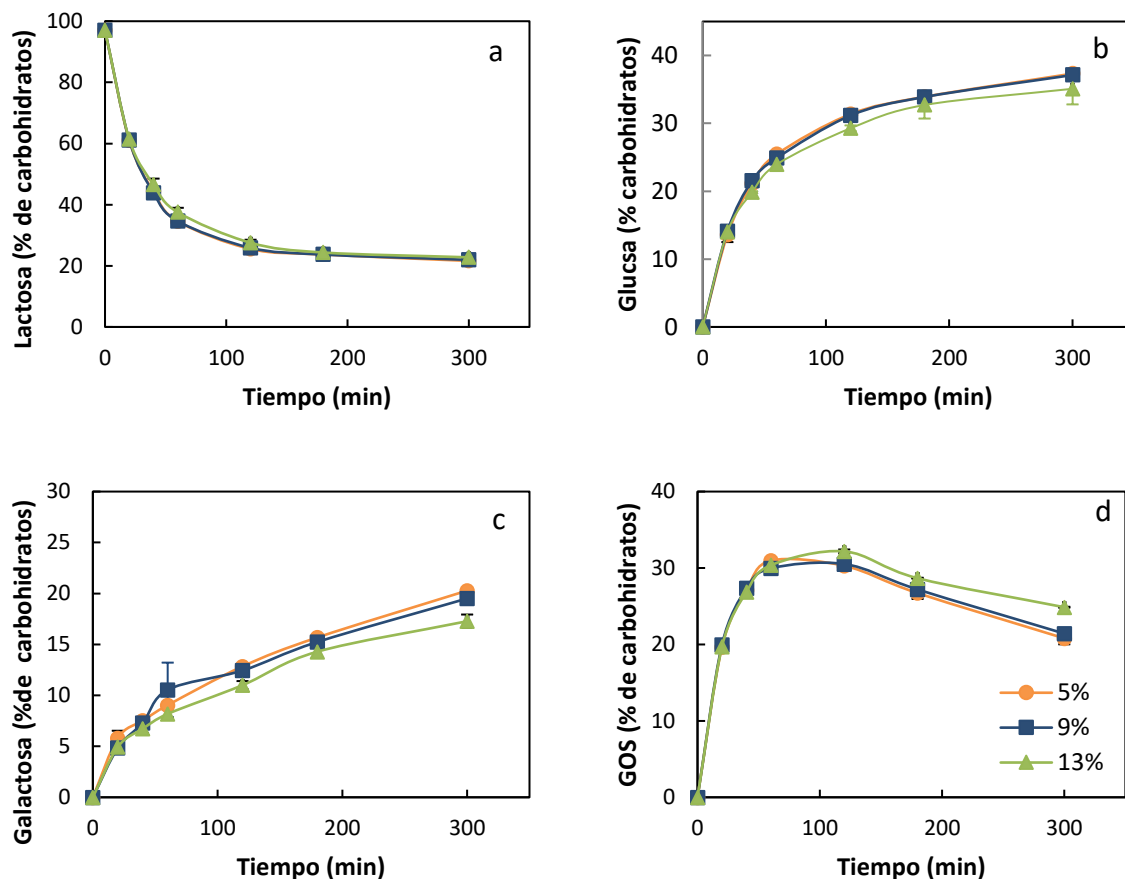 a
Lactosa (% de carbohidratos)
100
80
60
40
20
0
0 100 200 300
Tiempo (min)
b
Glucsa (% carbohidratos)
40
30
20
10
0
0 100 200 300
Tiempo (min)
c
Galactosa (%de carbohidratos)
30
25
20
15
10
5
0
0 100 200 300
Tiempo (min)
d
GOS (% de carbohidratos)
40
30
20
10
0
0 100 200 300
Tiempo (min)
5%
9%
13%